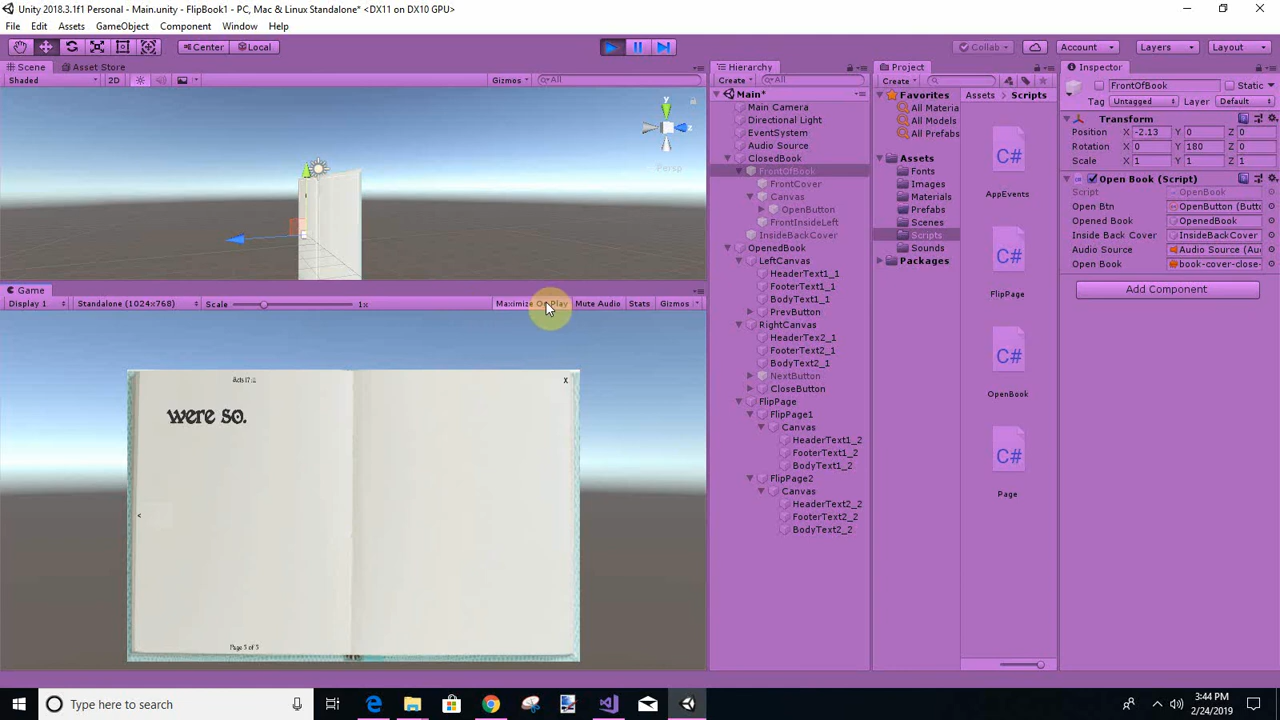 Unity 2018.3.1f1 Personal - Main.unity - FlipBook1 - PC, Mac & Linux Standalone* <DX11 on DX10 GPU>
File Edit Assets GameObject Component Window Help
Center Local Collab Account Layers Layout
Scene Asset Store
Shaded 2D Gizmos All
y
Persp
Game
Display 1 Standalone (1024x768) Scale 1x Maximize On Play Mute Audio Stats Gizmos
X
were so.
<
Page 3 of 3
Hierarchy
Create All
Main*
Main Camera
Directional Light
EventSystem
Audio Source
ClosedBook
FrontOfBook
FrontCover
Canvas
OpenButton
FrontInsideLeft
InsideBackCover
OpenedBook
LeftCanvas
HeaderText1_1
FooterText1_1
BodyText1_1
PrevButton
RightCanvas
HeaderTex2_1
FooterText2_1
BodyText2_1
NextButton
CloseButton
FlipPage
FlipPage1
Canvas
HeaderText1_2
FooterText1_2
BodyText1_2
FlipPage2
Canvas
HeaderText2_2
FooterText2_2
BodyText2_2
Project
Create
Favorites
All Materia
All Models
All Prefabs
Assets
Fonts
Images
Materials
Prefabs
Scenes
Scripts
Sounds
Packages
Assets Scripts
AppEvents
FlipPage
OpenBook
Page
C#
C#
C#
C#
Inspector
FrontOfBook Static
Tag Untagged Layer Default
Transform
Position X -2.13 Y 0 Z 0
Rotation X 0 Y 180 Z 0
Scale X 1 Y 1 Z 1
Open Book (Script)
Script OpenBook
Open Btn OpenButton (Butt
Opened Book OpenedBook
Inside Back Cover InsideBackCover
Audio Source Audio Source (Au
Open Book book-cover-close-
Add Component
Type here to search
3:44 PM
2/24/2019